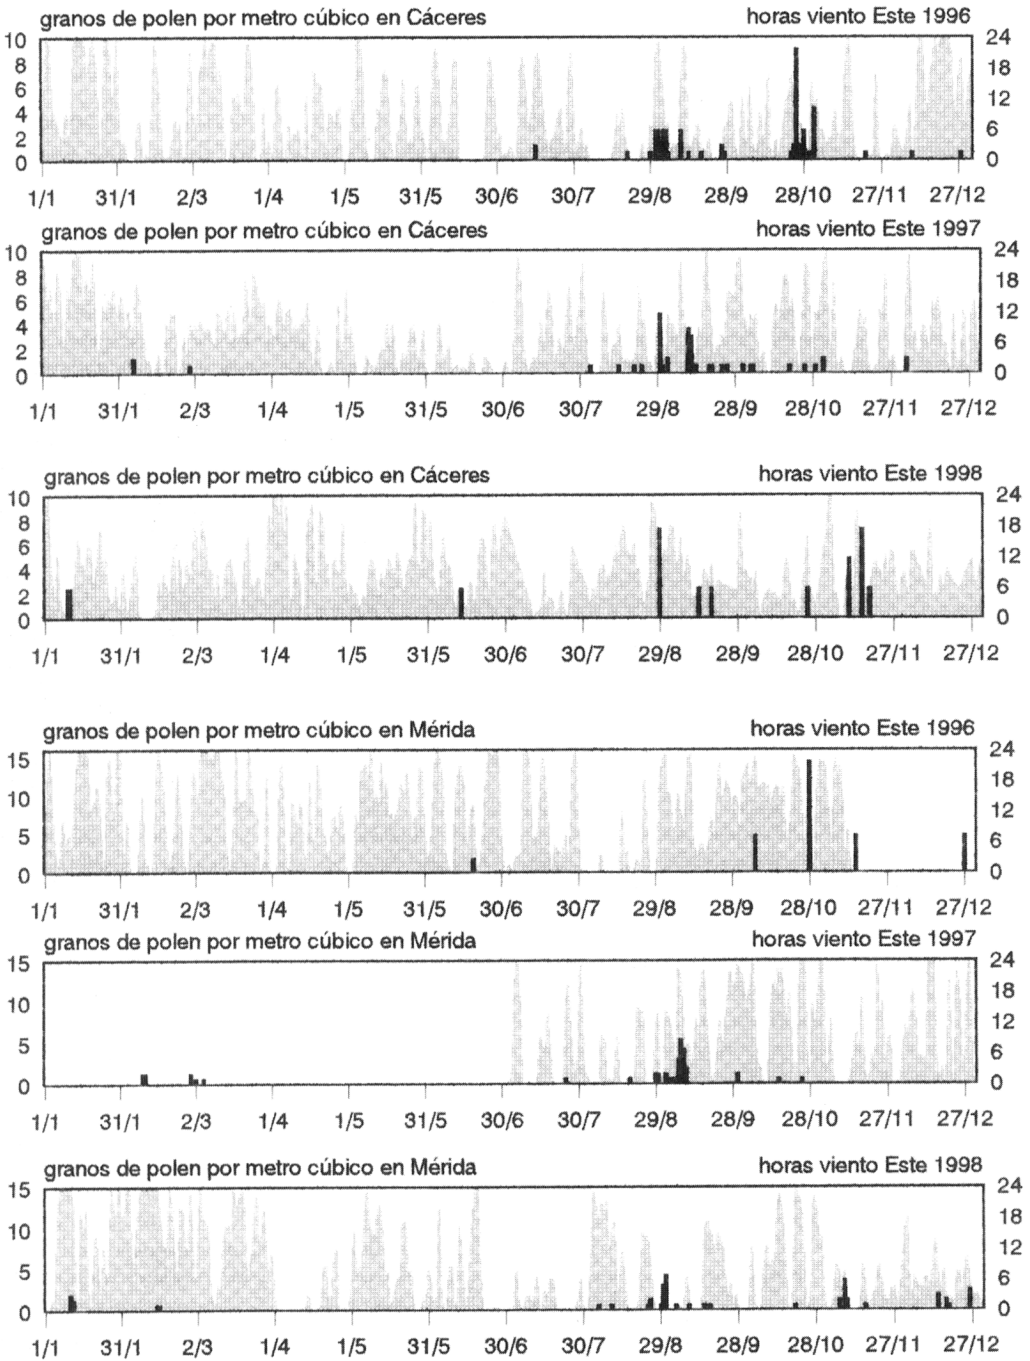 granos de polen por metro cúbico en Cáceres horas viento Este 1996
10 24
8 18
6 12
4
2 6
0 0
1/1 31/1 2/3 1/4 1/5 31/5 30/6 30/7 29/8 28/9 28/10 27/11 27/12
granos de polen por metro cúbico en Cáceres horas viento Este 1997
10 24
8 18
6 12
4
2 6
0 0
1/1 31/1 2/3 1/4 1/5 31/5 30/6 30/7 29/8 28/9 28/10 27/11 27/12
granos de polen por metro cúbico en Cáceres horas viento Este 1998
10 24
8 18
6 12
4
2 6
0 0
1/1 31/1 2/3 1/4 1/5 31/5 30/6 30/7 29/8 28/9 28/10 27/11 27/12
granos de polen por metro cúbico en Mérida horas viento Este 1996
15 24
18
10 12
5 6
0 0
1/1 31/1 2/3 1/4 1/5 31/5 30/6 30/7 29/8 28/9 28/10 27/11 27/12
granos de polen por metro cúbico en Mérida horas viento Este 1997
15 24
18
10 12
5 6
0 0
1/1 31/1 2/3 1/4 1/5 31/5 30/6 30/7 29/8 28/9 28/10 27/11 27/12
granos de polen por metro cúbico en Mérida horas viento Este 1998
15 24
18
10 12
5 6
0 0
1/1 31/1 2/3 1/4 1/5 31/5 30/6 30/7 29/8 28/9 28/10 27/11 27/12